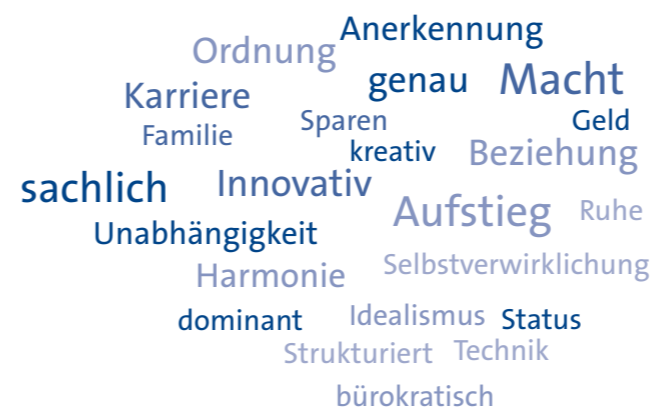 Anerkennung
Ordnung
genau Macht
Karriere
Sparen Geld
Familie
kreativ Beziehung
sachlich Innovativ
Aufstieg Ruhe
Unabhängigkeit
Selbstverwirklichung
Harmonie
dominant Idealismus Status
Strukturiert Technik
bürokratisch